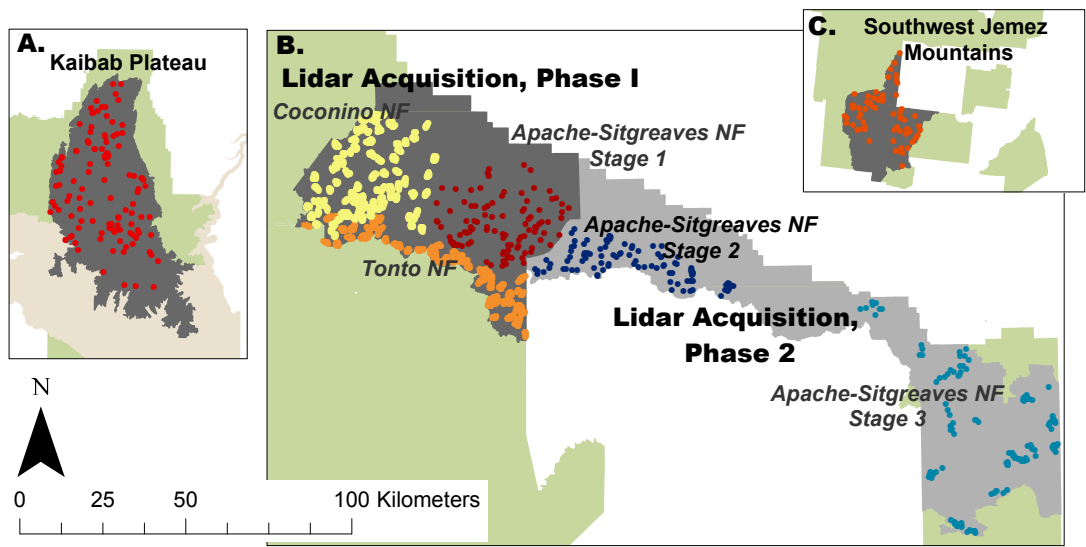 A.
Kaibab Plateau
B.
Lidar Acquisition, Phase I
Coconino NF
Apache-Sitgreaves NF
Stage 1
Apache-Sitgreaves NF
Stage 2
Tonto NF
Lidar Acquisition,
Phase 2
Apache-Sitgreaves NF
Stage 3
C.
Southwest Jemez
Mountains
N
0 25 50 100 Kilometers